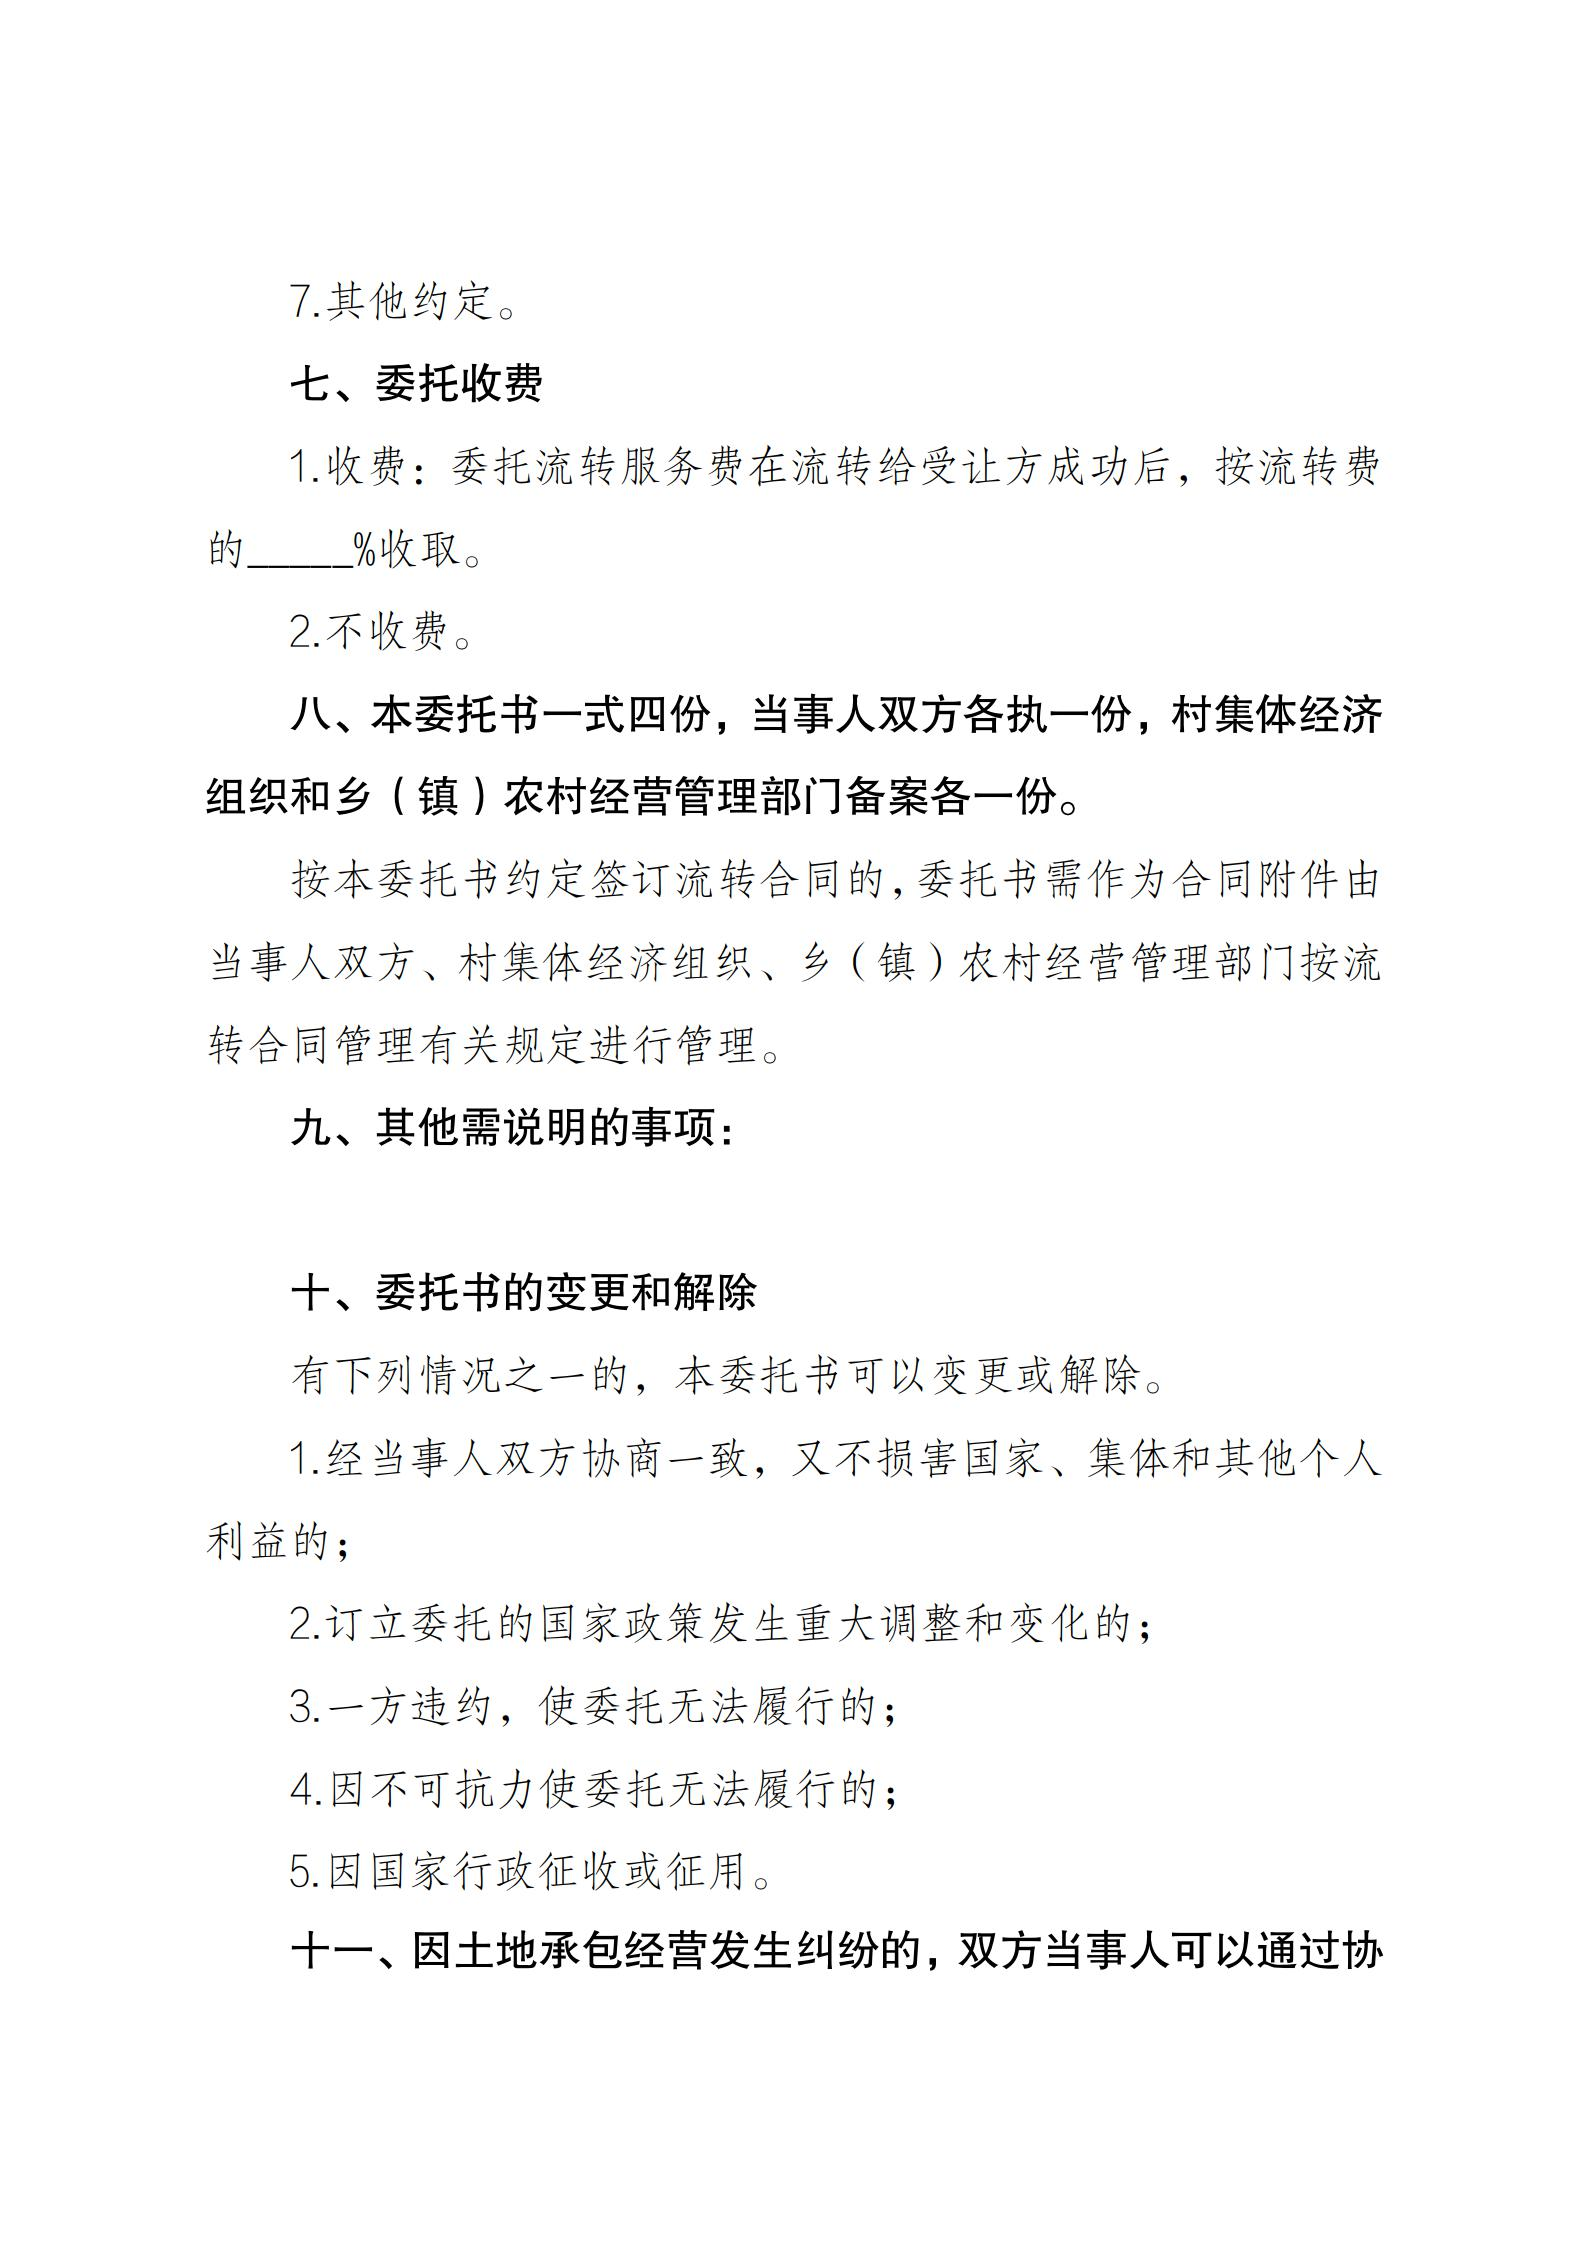 7.其他约定。
七、委托收费
1.收费：委托流转服务费在流转给受让方成功后，按流转费
的_____%收取。
2.不收费。
八、本委托书一式四份，当事人双方各执一份，村集体经济
组织和乡（镇）农村经营管理部门备案各一份。
按本委托书约定签订流转合同的，委托书需作为合同附件由
当事人双方、村集体经济组织、乡（镇）农村经营管理部门按流
转合同管理有关规定进行管理。
九、其他需说明的事项：
十、委托书的变更和解除
有下列情况之一的，本委托书可以变更或解除。
1.经当事人双方协商一致，又不损害国家、集体和其他个人
利益的；
2.订立委托的国家政策发生重大调整和变化的；
3.一方违约，使委托无法履行的；
4.因不可抗力使委托无法履行的；
5.因国家行政征收或征用。
十一、因土地承包经营发生纠纷的，双方当事人可以通过协